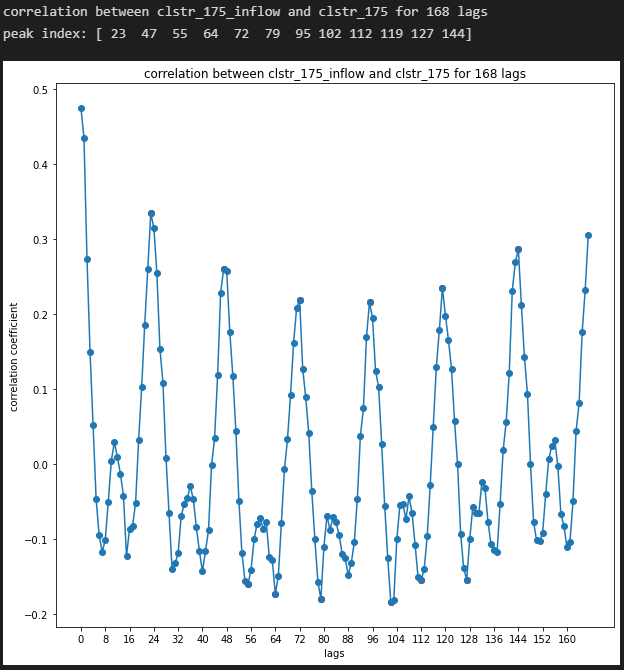 correlation between clstr_175_inflow and clstr_175 for 168 lags
peak index: [ 23  47  55  64  72  79  95 102 112 119 127 144]
correlation between clstr_175_inflow and clstr_175 for 168 lags
0.5
0.4
0.3
0.2
0.1
0.0
−0.1
−0.2
correlation coefficient
0 8 16 24 32 40 48 56 64 72 80 88 96 104 112 120 128 136 144 152 160
lags